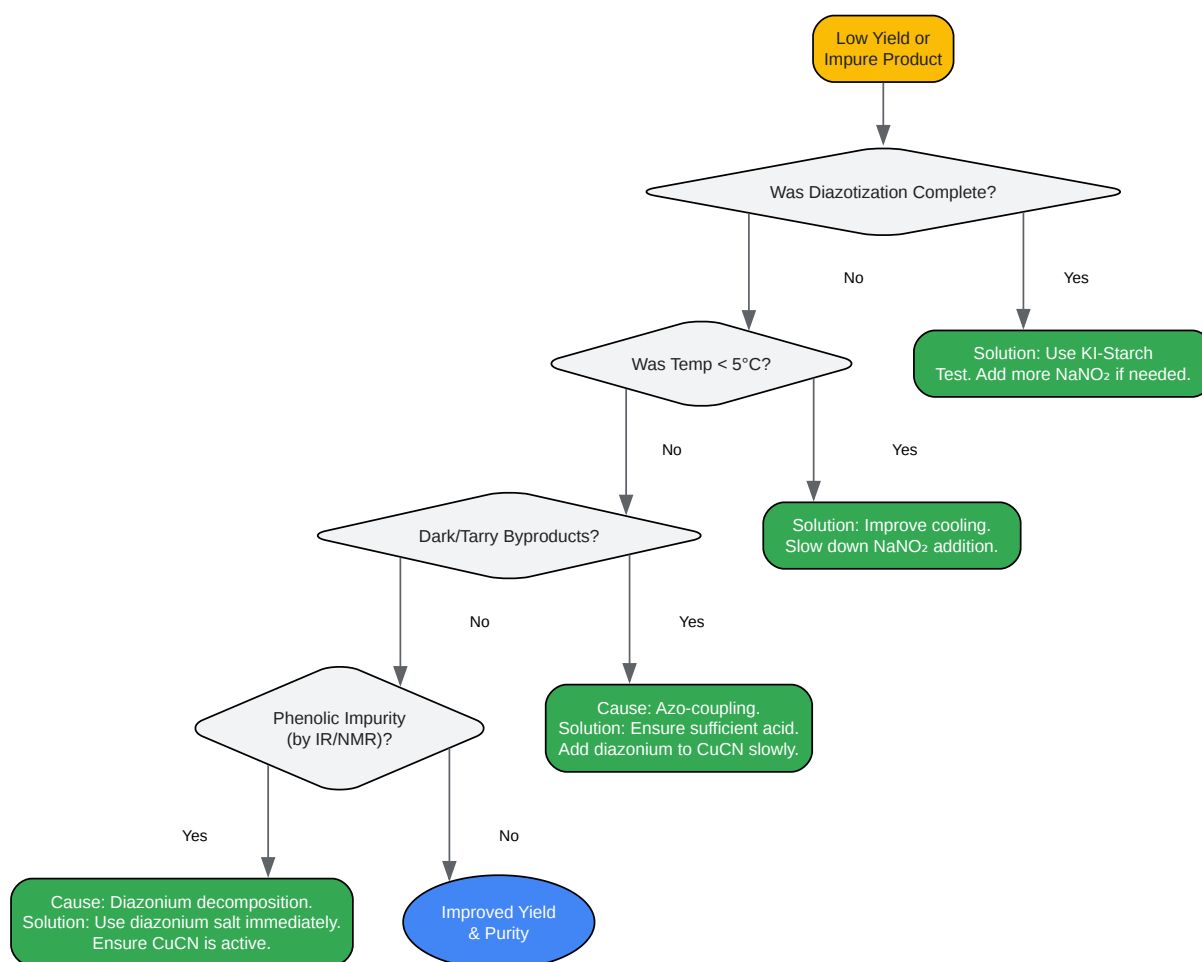 Low Yield or
Impure Product
Was Diazotization Complete?
No
Yes
Was Temp < 5°C?
Solution: Use KI-Starch
Test. Add more NaNO₂ if needed.
No
Yes
Dark/Tarry Byproducts?
Solution: Improve cooling.
Slow down NaNO₂ addition.
No
Yes
Phenolic Impurity
(by IR/NMR)?
Cause: Azo-coupling.
Solution: Ensure sufficient acid.
Add diazonium to CuCN slowly.
Yes
No
Cause: Diazonium decomposition.
Solution: Use diazonium salt immediately.
Ensure CuCN is active.
Improved Yield
& Purity